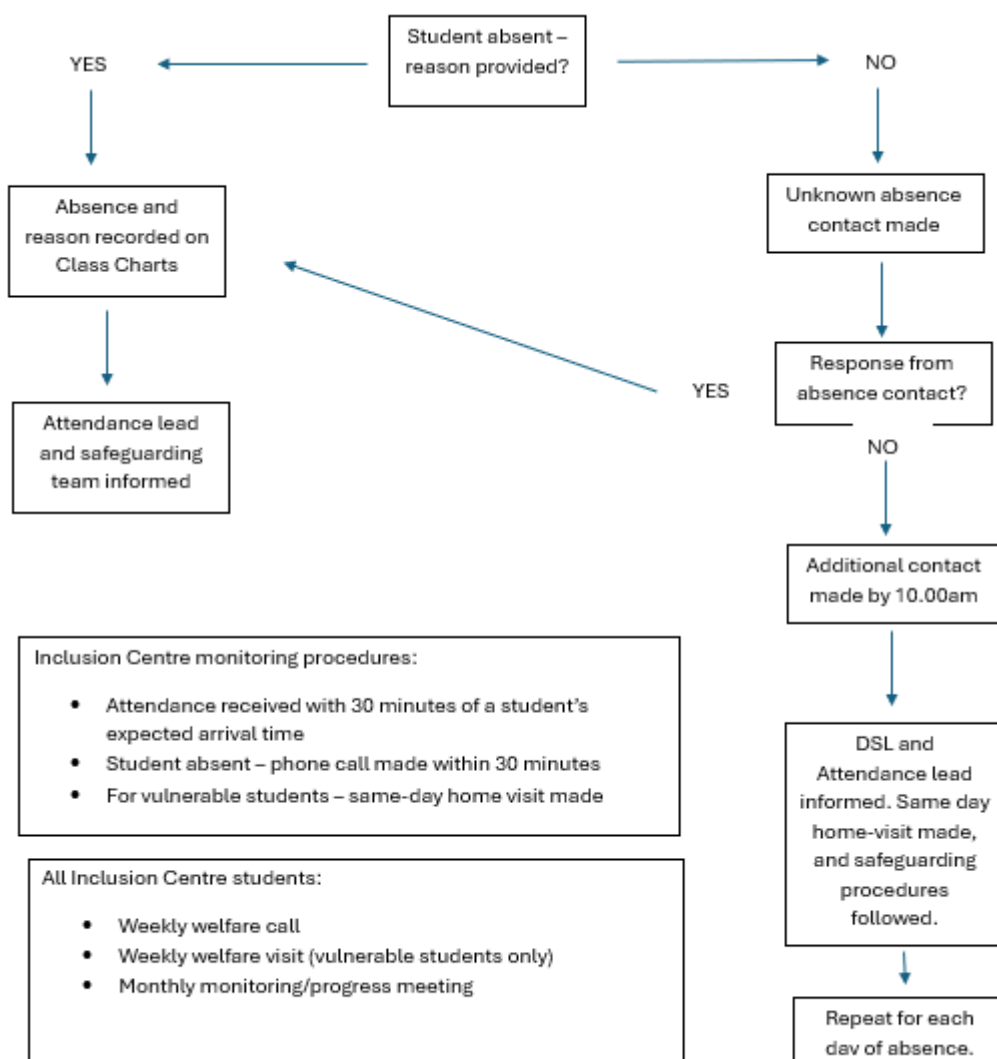 Student absent –
reason provided?
YES
NO
Absence and
reason recorded on
Class Charts
Unknown absence
contact made
Response from
absence contact?
YES
NO
Attendance lead
and safeguarding
team informed
Additional contact
made by 10.00am
DSL and
Attendance lead
informed. Same day
home-visit made,
and safeguarding
procedures
followed.
Repeat for each
day of absence.
Inclusion Centre monitoring procedures:
• Attendance received with 30 minutes of a student’s
expected arrival time
• Student absent – phone call made within 30 minutes
• For vulnerable students – same-day home visit made
All Inclusion Centre students:
• Weekly welfare call
• Weekly welfare visit (vulnerable students only)
• Monthly monitoring/progress meeting